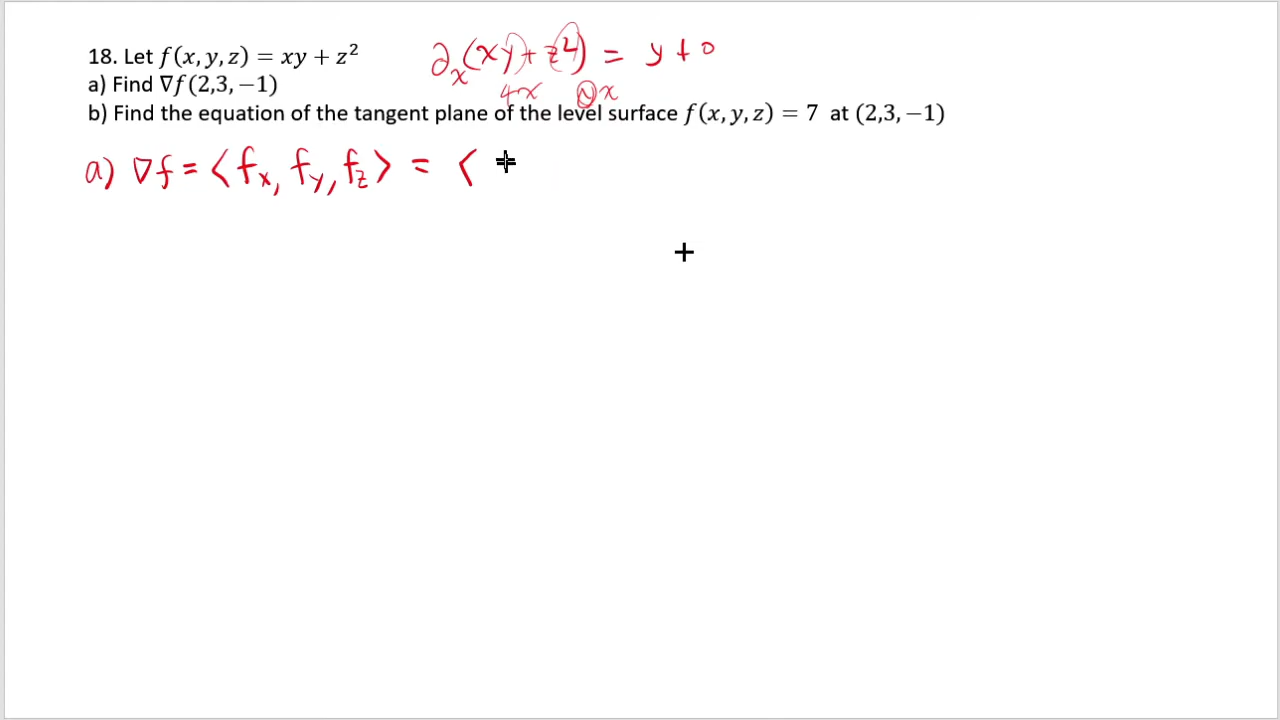 18. Let f(x, y, z) = xy + z² ∂ₓ(xy + z²) = y + 0
a) Find ∇f(2,3, −1)
b) Find the equation of the tangent plane of the level surface f(x, y, z) = 7 at (2,3, −1)
a) ∇f = ⟨fₓ, f_y, f_z⟩ = ⟨